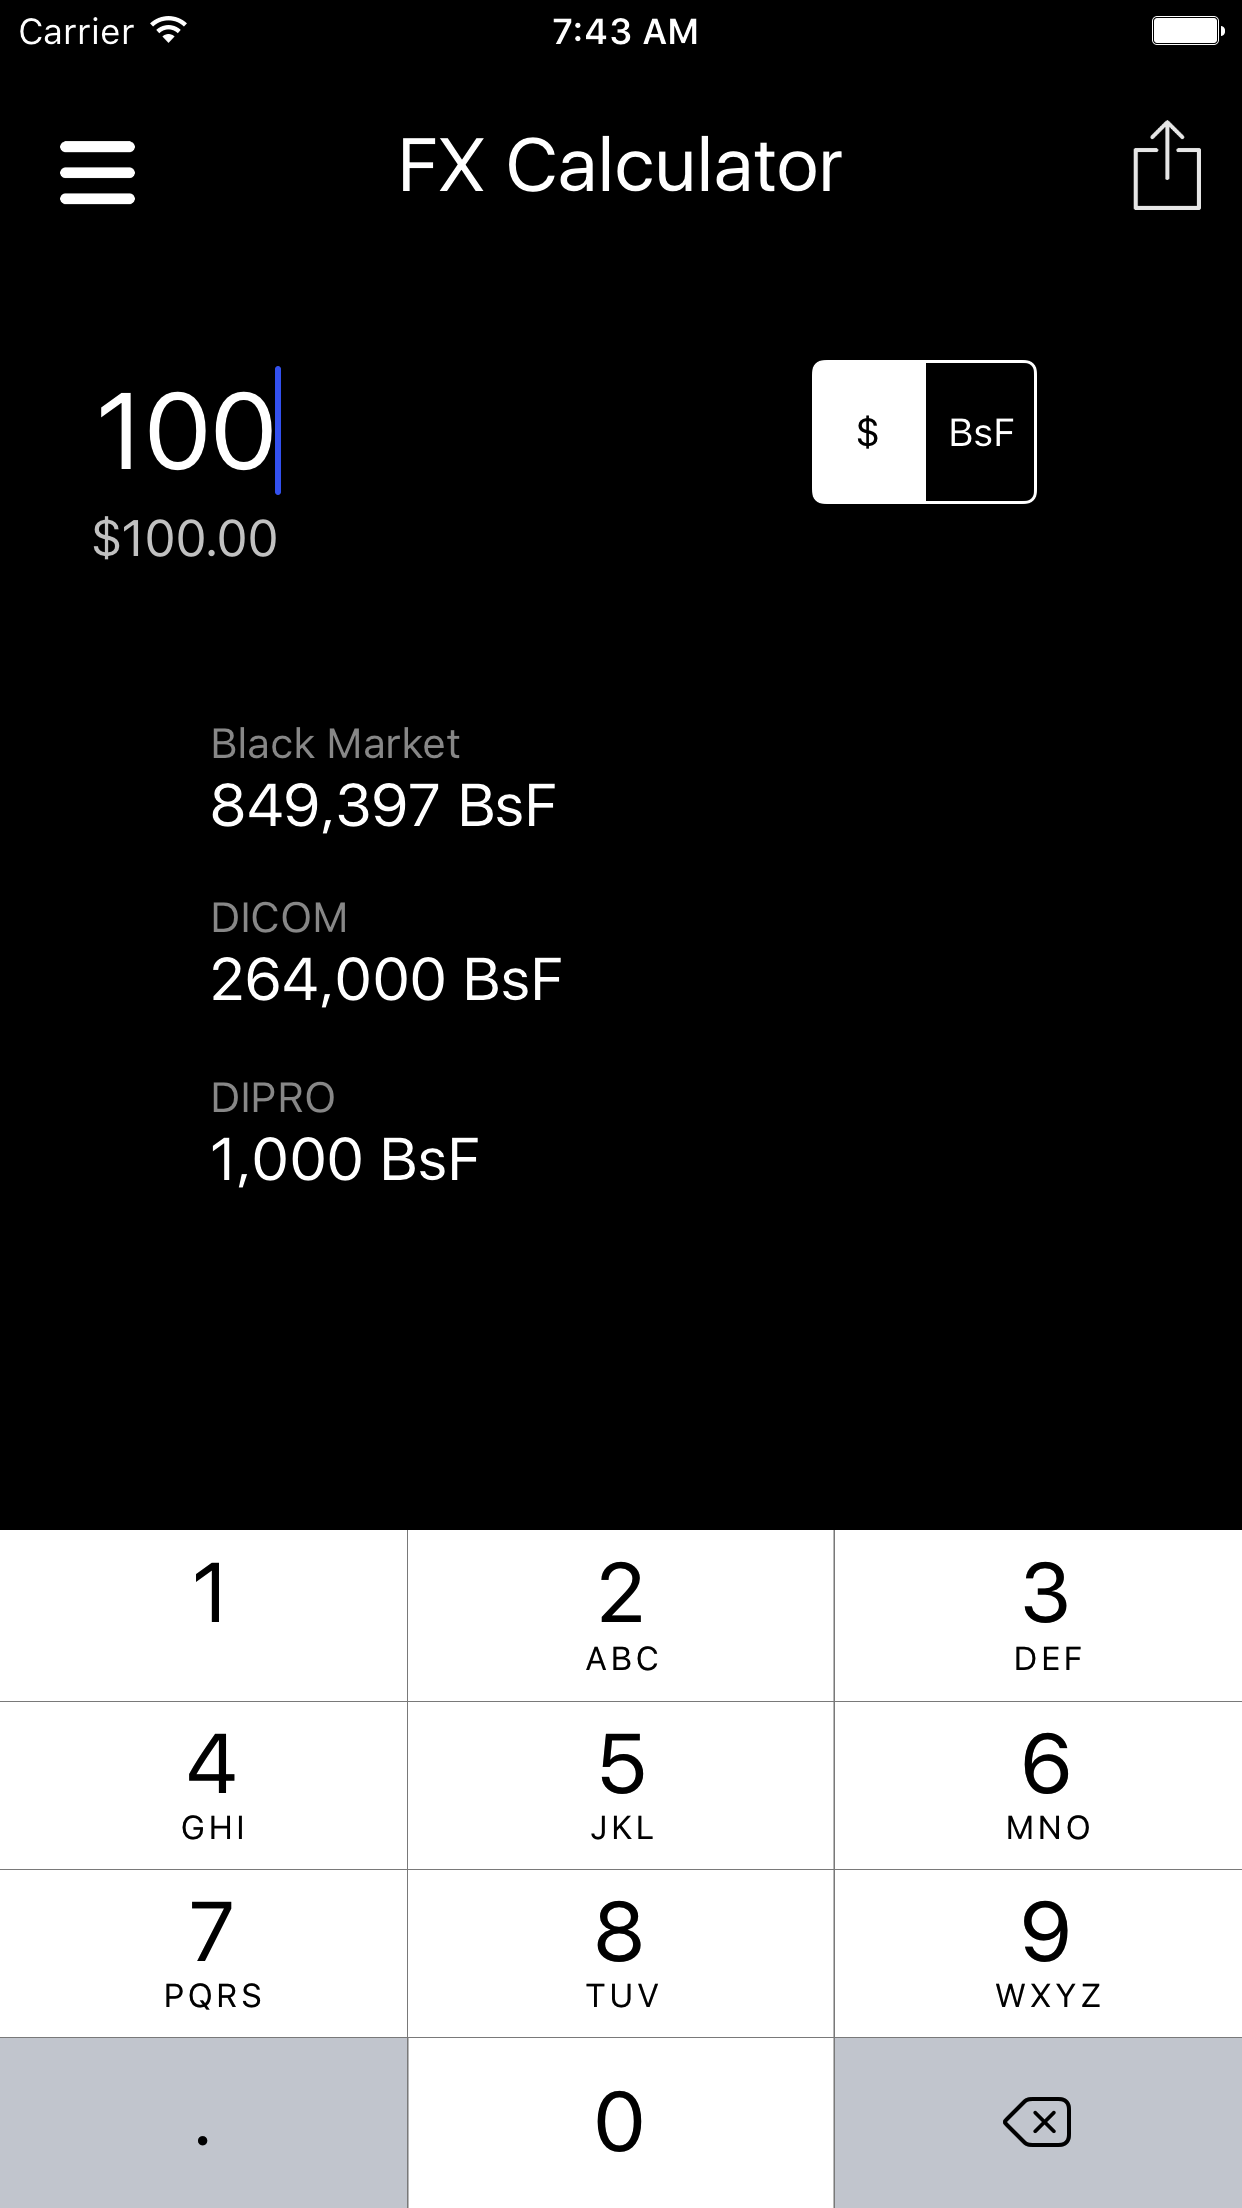 Carrier 7:43 AM
FX Calculator
100
$ BsF
$100.00
Black Market
849,397 BsF
DICOM
264,000 BsF
DIPRO
1,000 BsF
1 2 3
ABC DEF
4 5 6
GHI JKL MNO
7 8 9
PQRS TUV WXYZ
. 0